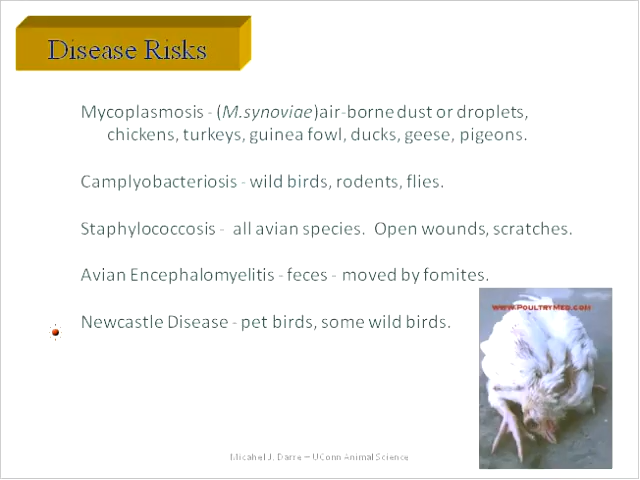 Disease Risks
Mycoplasmosis - (M.synoviae)air-borne dust or droplets,
chickens, turkeys, guinea fowl, ducks, geese, pigeons.
Camplyobacteriosis - wild birds, rodents, flies.
Staphylococcosis - all avian species. Open wounds, scratches.
Avian Encephalomyelitis - feces - moved by fomites.
Newcastle Disease - pet birds, some wild birds.
www.PoultryMed.com
Micahel J. Darre – UConn Animal Science